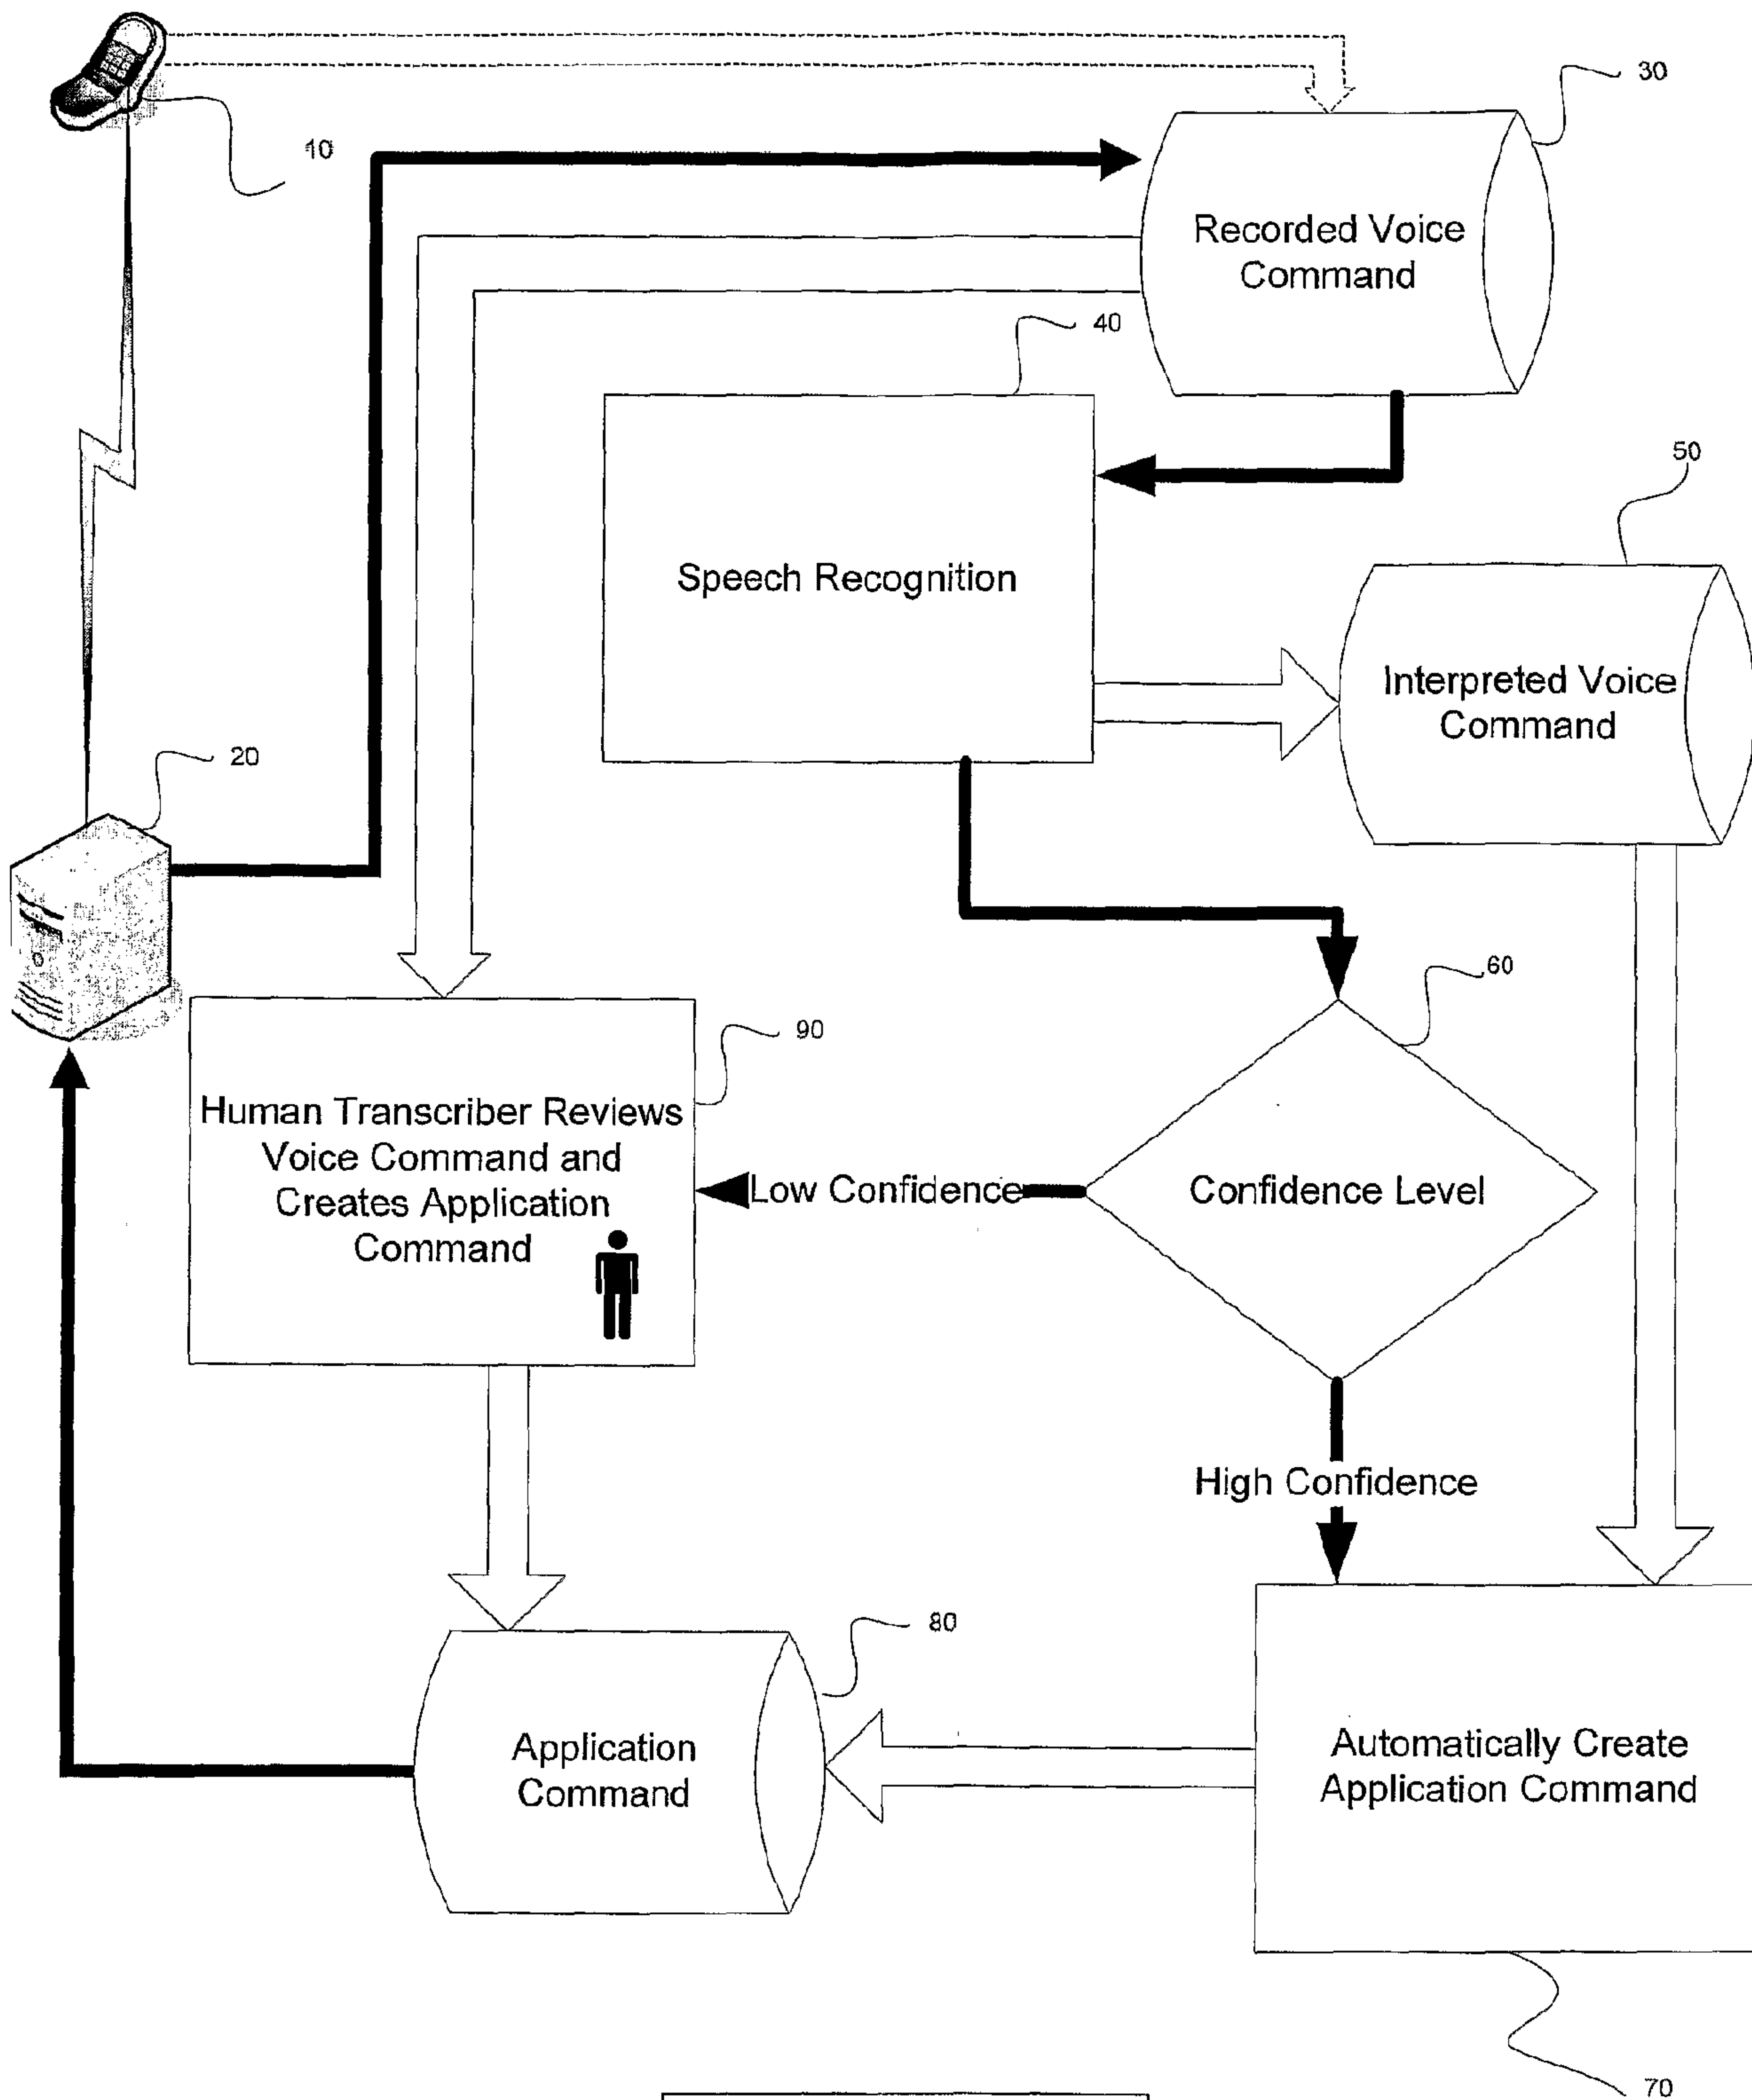 30
10
Recorded Voice
Command
40
50
Speech Recognition
Interpreted Voice
Command
20
60
90
Human Transcriber Reviews
Voice Command and
Creates Application
Command
Low Confidence
Confidence Level
High Confidence
80
Application
Command
Automatically Create
Application Command
70